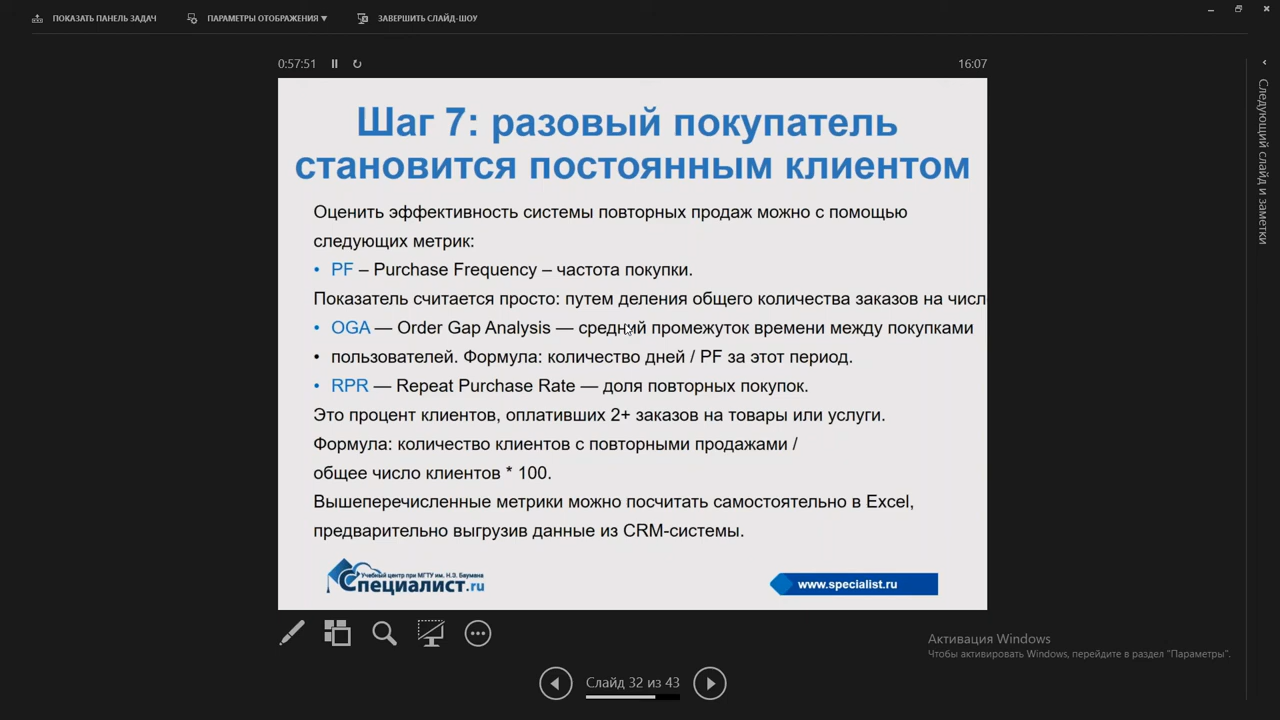 ПОКАЗАТЬ ПАНЕЛЬ ЗАДАЧ
ПАРАМЕТРЫ ОТОБРАЖЕНИЯ ▾
ЗАВЕРШИТЬ СЛАЙД-ШОУ
0:57:51
16:07
Шаг 7: разовый покупатель
становится постоянным клиентом
Оценить эффективность системы повторных продаж можно с помощью
следующих метрик:
• PF – Purchase Frequency – частота покупки.
Показатель считается просто: путем деления общего количества заказов на числ
• OGA — Order Gap Analysis — средний промежуток времени между покупками
• пользователей. Формула: количество дней / PF за этот период.
• RPR — Repeat Purchase Rate — доля повторных покупок.
Это процент клиентов, оплативших 2+ заказов на товары или услуги.
Формула: количество клиентов с повторными продажами /
общее число клиентов * 100.
Вышеперечисленные метрики можно посчитать самостоятельно в Excel,
предварительно выгрузив данные из CRM-системы.
Учебный центр при МГТУ им. Н.Э. Баумана
Специалист.ru
www.specialist.ru
Следующий слайд и заметки
Активация Windows
Чтобы активировать Windows, перейдите в раздел "Параметры".
Слайд 32 из 43